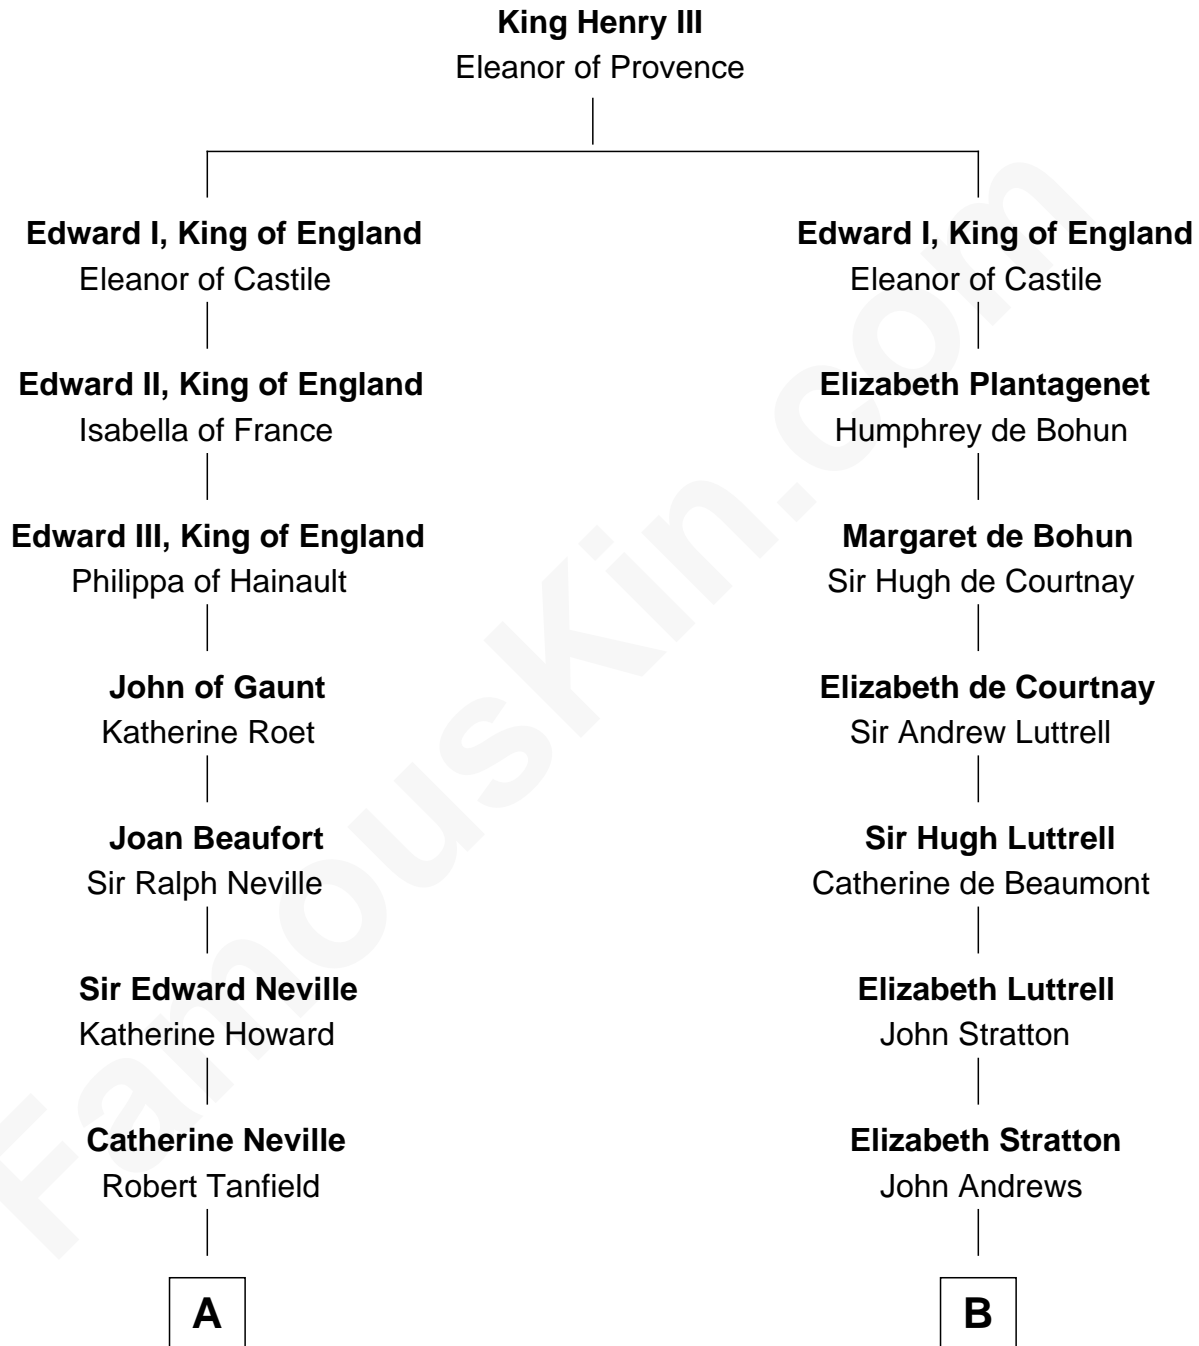 King Henry III
Eleanor of Provence
Edward I, King of England
Eleanor of Castile
Edward II, King of England
Isabella of France
Edward III, King of England
Philippa of Hainault
John of Gaunt
Katherine Roet
Joan Beaufort
Sir Ralph Neville
Sir Edward Neville
Katherine Howard
Catherine Neville
Robert Tanfield
A
Edward I, King of England
Eleanor of Castile
Elizabeth Plantagenet
Humphrey de Bohun
Margaret de Bohun
Sir Hugh de Courtnay
Elizabeth de Courtnay
Sir Andrew Luttrell
Sir Hugh Luttrell
Catherine de Beaumont
Elizabeth Luttrell
John Stratton
Elizabeth Stratton
John Andrews
B
FamousKin.com